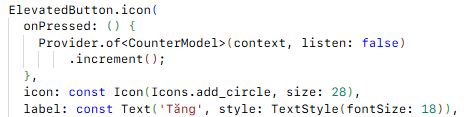 ElevatedButton.icon(
  onPressed: () {
    Provider.of<CounterModel>(context, listen: false)
        .increment();
  },
  icon: const Icon(Icons.add_circle, size: 28),
  label: const Text('Tăng', style: TextStyle(fontSize: 18)),